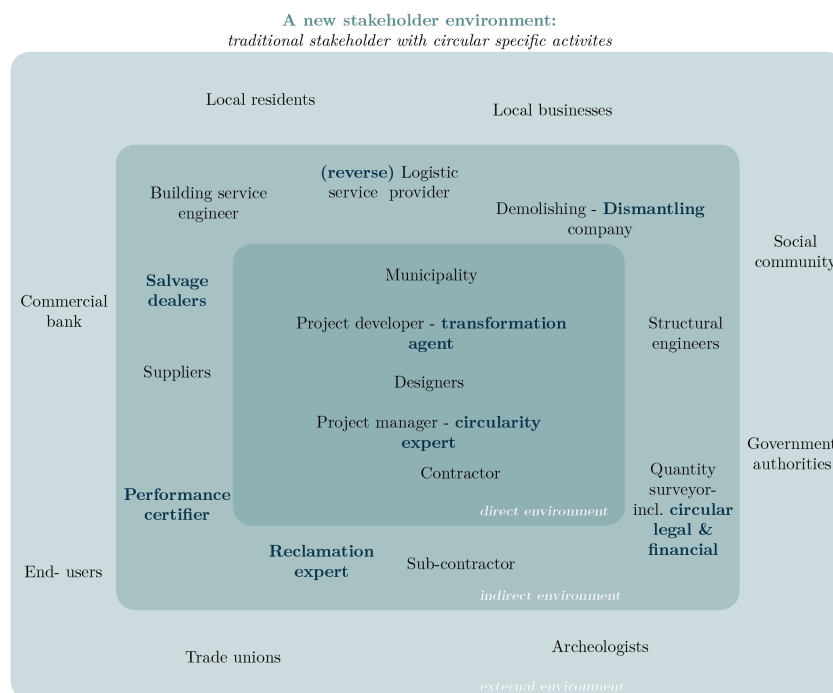 A new stakeholder environment:
traditional stakeholder with circular specific activites
Local residents
Local businesses
(reverse) Logistic
service provider
Building service
engineer
Demolishing - Dismantling
company
Social
community
Municipality
Salvage
dealers
Commercial
bank
Project developer - transformation
agent
Structural
engineers
Suppliers
Designers
Project manager - circularity
expert
Government
authorities
Contractor
Quantity
surveyor-
incl. circular
legal &
financial
Performance
certifier
direct environment
Reclamation
expert
Sub-contractor
End- users
indirect environment
Trade unions
Archeologists
external environment